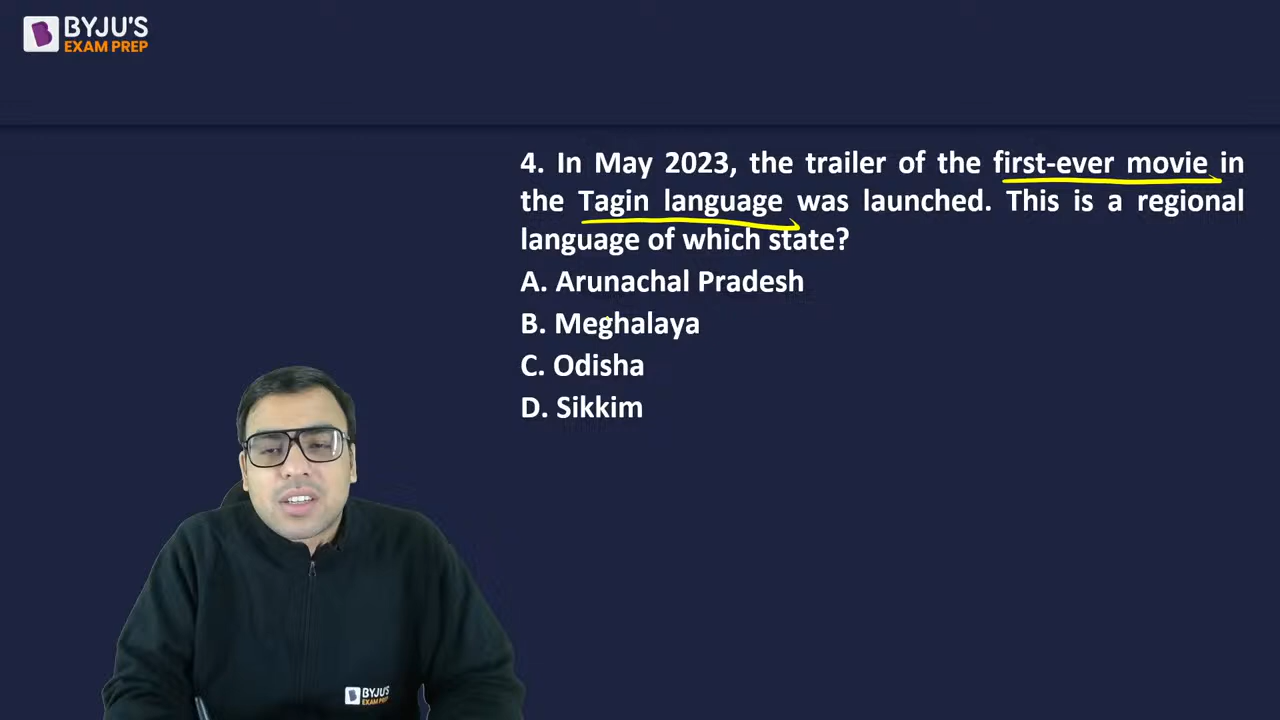 BYJU'S
EXAM PREP
4. In May 2023, the trailer of the first-ever movie in
the Tagin language was launched. This is a regional
language of which state?
A. Arunachal Pradesh
B. Meghalaya
C. Odisha
D. Sikkim
BYJU'S
EXAM PREP